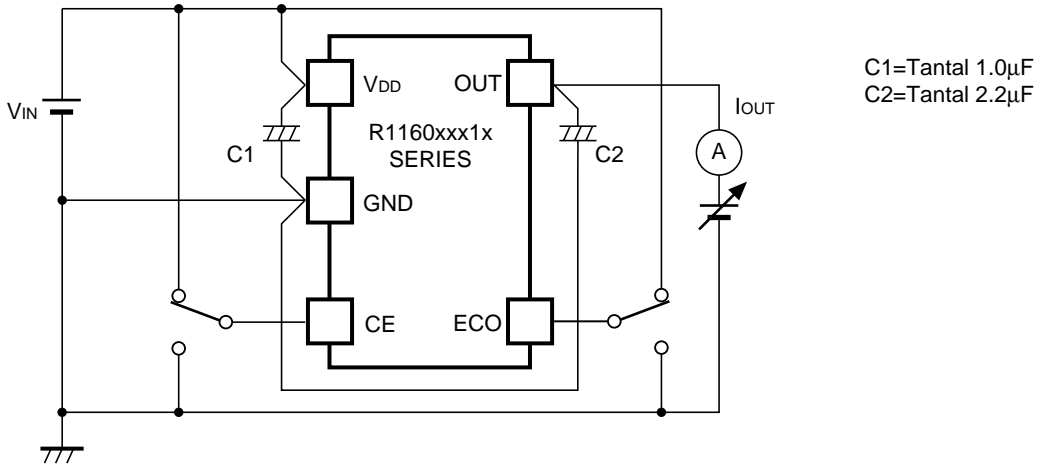 VIN
VDD
OUT
IOUT
C1=Tantal 1.0μF
C2=Tantal 2.2μF
C1
R1160xxx1x
SERIES
C2
A
GND
CE
ECO